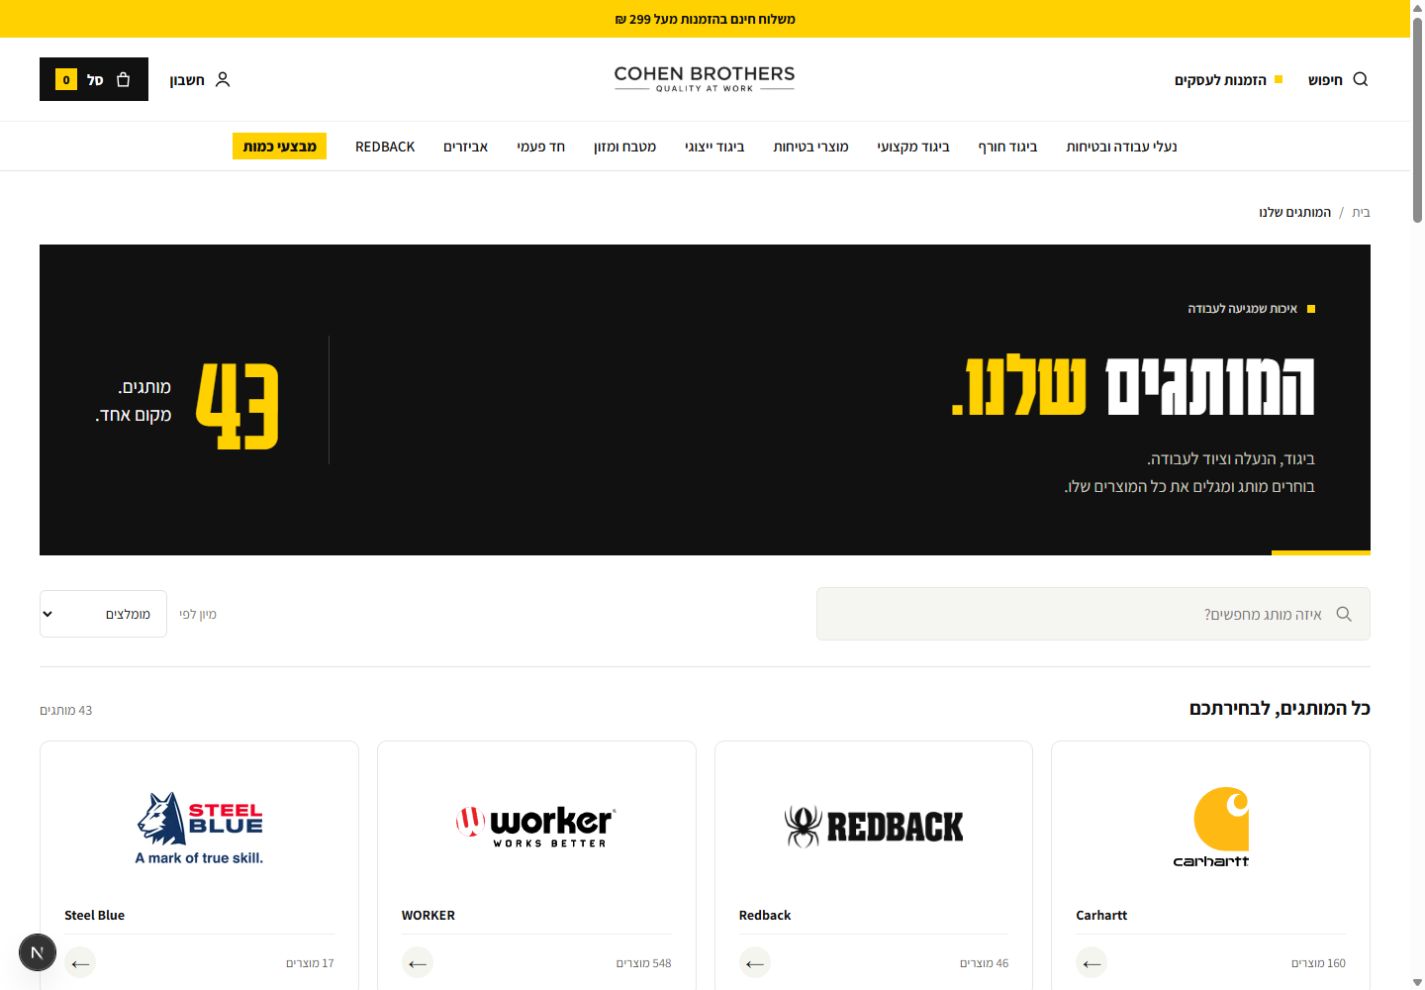 משלוח חינם בהזמנות מעל 299 ₪
חיפוש
הזמנות לעסקים
COHEN BROTHERS
QUALITY AT WORK
חשבון
סל
0
נעלי עבודה ובטיחות
ביגוד חורף
ביגוד מקצועי
מוצרי בטיחות
ביגוד ייצוגי
מטבח ומזון
חד פעמי
אביזרים
REDBACK
מבצעי כמות
בית / המותגים שלנו
איכות שמגיעה לעבודה
המותגים שלנו.
ביגוד, הנעלה וציוד לעבודה.
בוחרים מותג ומגלים את כל המוצרים שלו.
43
מותגים.
מקום אחד.
איזה מותג מחפשים?
מיון לפי
מומלצים
כל המותגים, לבחירתכם
43 מותגים
carhartt
Carhartt
160 מוצרים
REDBACK
Redback
46 מוצרים
worker
WORKS BETTER
WORKER
548 מוצרים
STEEL
BLUE
A mark of true skill.
Steel Blue
17 מוצרים
N